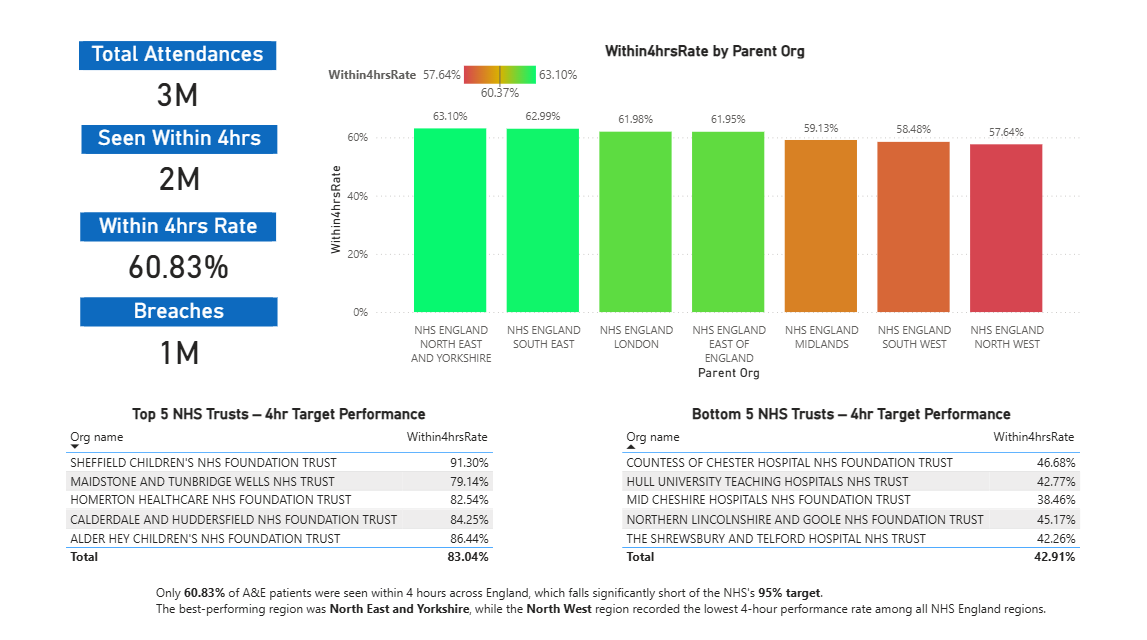 Total Attendances
3M
Seen Within 4hrs
2M
Within 4hrs Rate
60.83%
Breaches
1M
Within4hrsRate by Parent Org
Within4hrsRate 57.64% 63.10%
60.37%
63.10% 62.99% 61.98% 61.95% 59.13% 58.48% 57.64%
60%
40%
20%
0%
Within4hrsRate
NHS ENGLAND NHS ENGLAND NHS ENGLAND NHS ENGLAND NHS ENGLAND NHS ENGLAND NHS ENGLAND
NORTH EAST SOUTH EAST LONDON EAST OF MIDLANDS SOUTH WEST NORTH WEST
AND YORKSHIRE ENGLAND
Parent Org
Top 5 NHS Trusts – 4hr Target Performance
Org name Within4hrsRate
SHEFFIELD CHILDREN'S NHS FOUNDATION TRUST 91.30%
MAIDSTONE AND TUNBRIDGE WELLS NHS TRUST 79.14%
HOMERTON HEALTHCARE NHS FOUNDATION TRUST 82.54%
CALDERDALE AND HUDDERSFIELD NHS FOUNDATION TRUST 84.25%
ALDER HEY CHILDREN'S NHS FOUNDATION TRUST 86.44%
Total 83.04%
Bottom 5 NHS Trusts – 4hr Target Performance
Org name Within4hrsRate
COUNTESS OF CHESTER HOSPITAL NHS FOUNDATION TRUST 46.68%
HULL UNIVERSITY TEACHING HOSPITALS NHS TRUST 42.77%
MID CHESHIRE HOSPITALS NHS FOUNDATION TRUST 38.46%
NORTHERN LINCOLNSHIRE AND GOOLE NHS FOUNDATION TRUST 45.17%
THE SHREWSBURY AND TELFORD HOSPITAL NHS TRUST 42.26%
Total 42.91%
Only 60.83% of A&E patients were seen within 4 hours across England, which falls significantly short of the NHS's 95% target.
The best-performing region was North East and Yorkshire, while the North West region recorded the lowest 4-hour performance rate among all NHS England regions.